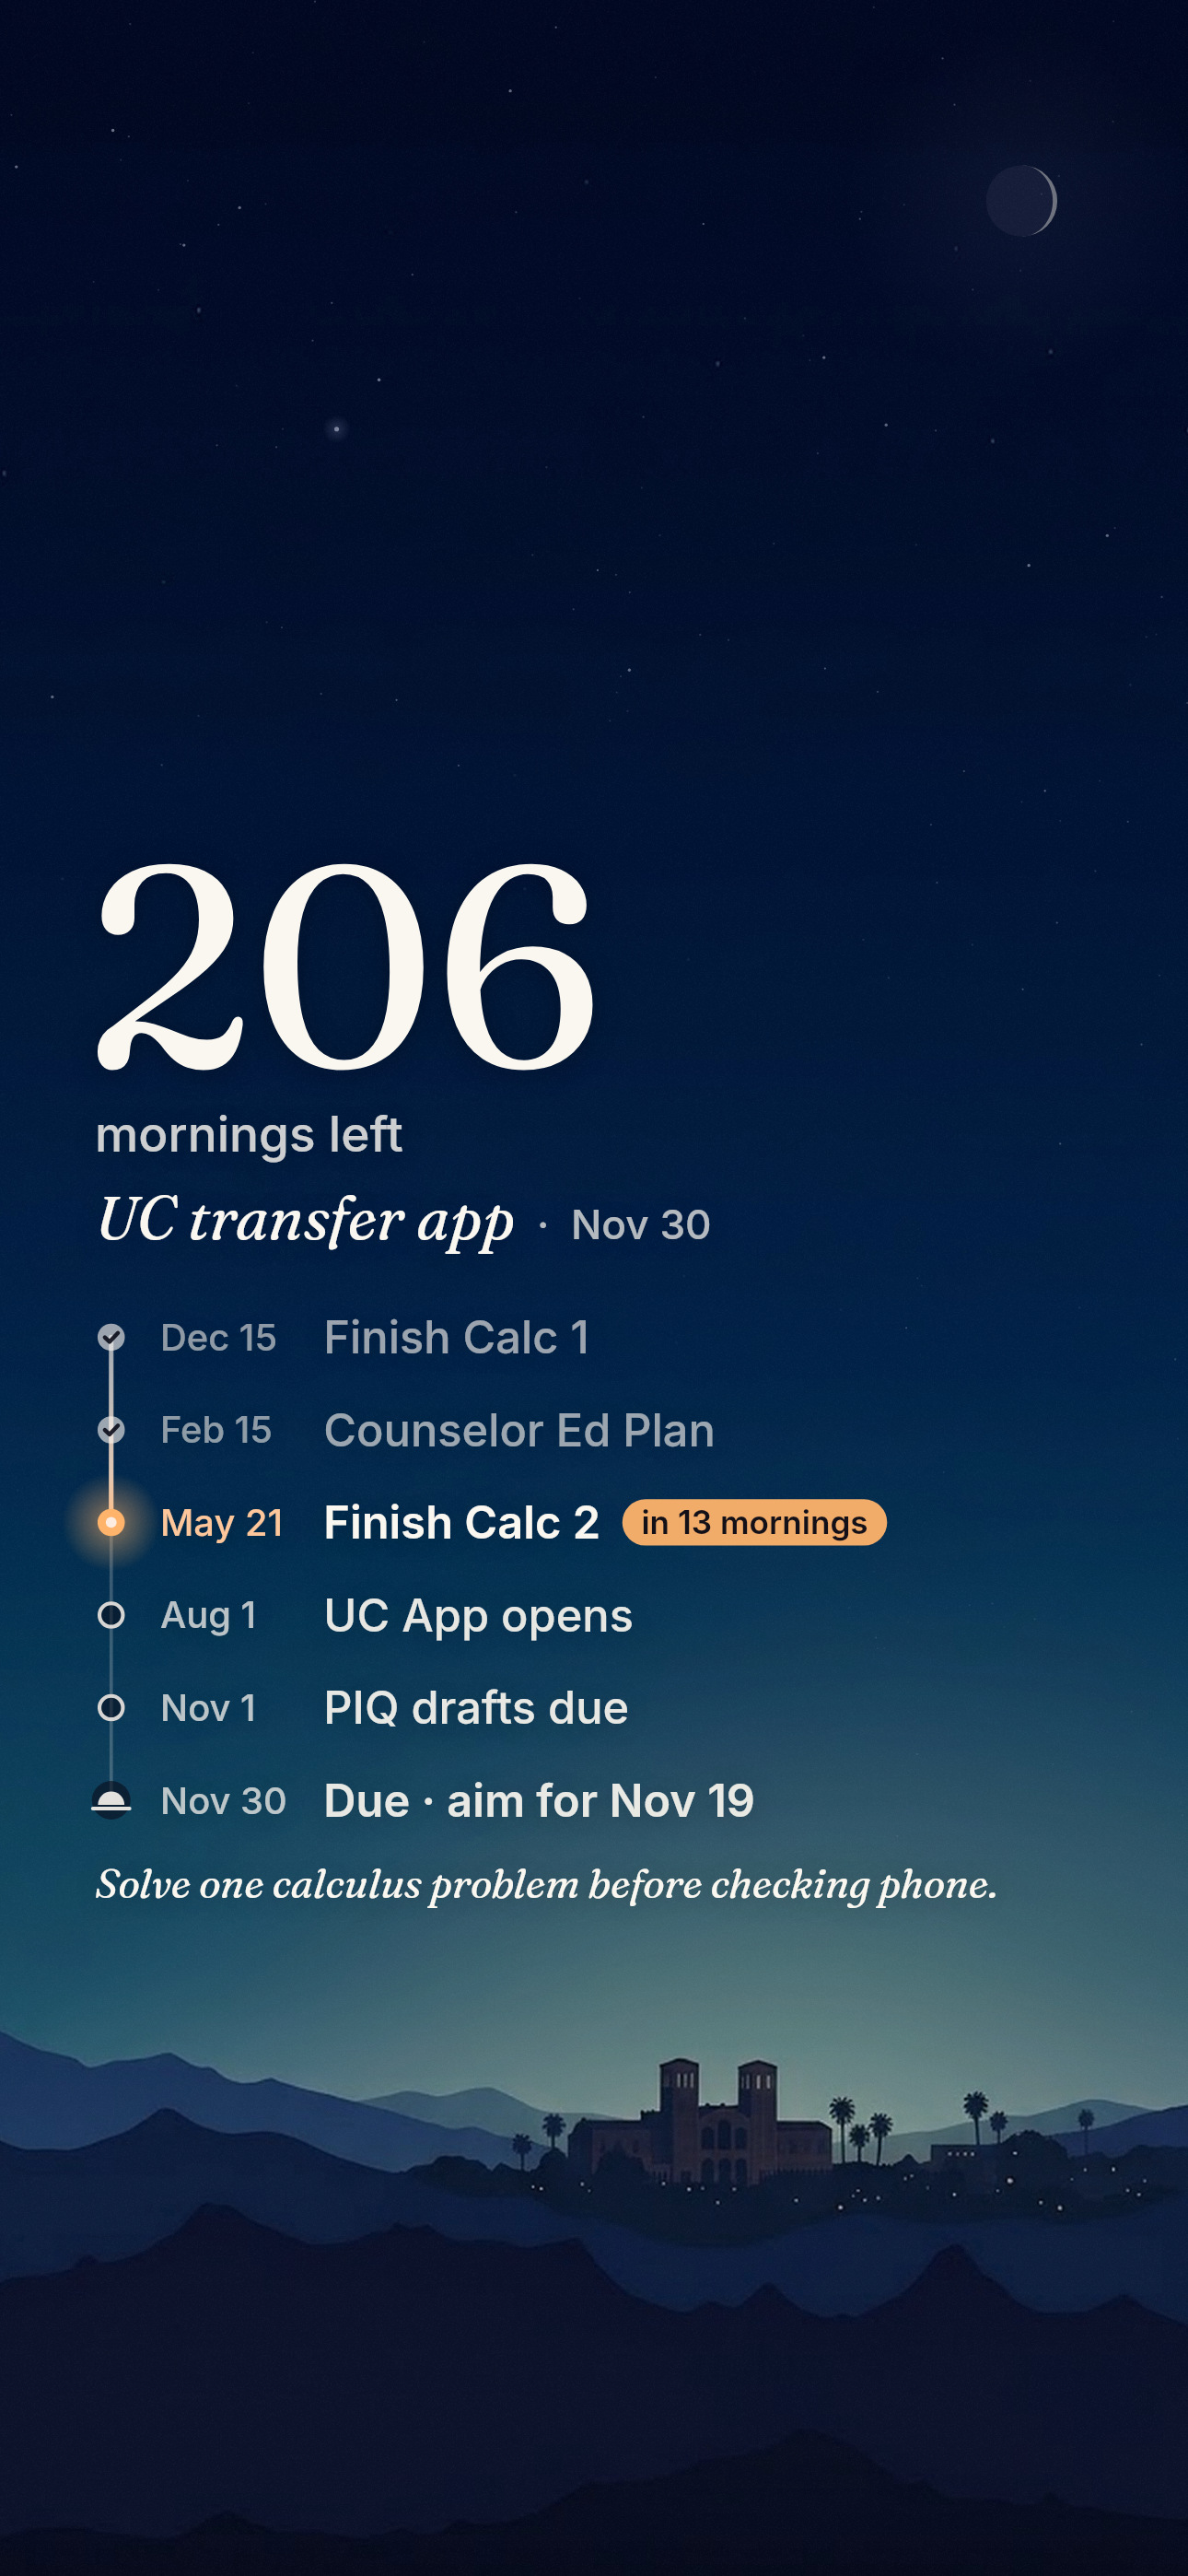 206
mornings left
UC transfer app · Nov 30
Dec 15 Finish Calc 1
Feb 15 Counselor Ed Plan
May 21 Finish Calc 2 in 13 mornings
Aug 1 UC App opens
Nov 1 PIQ drafts due
Nov 30 Due · aim for Nov 19
Solve one calculus problem before checking phone.